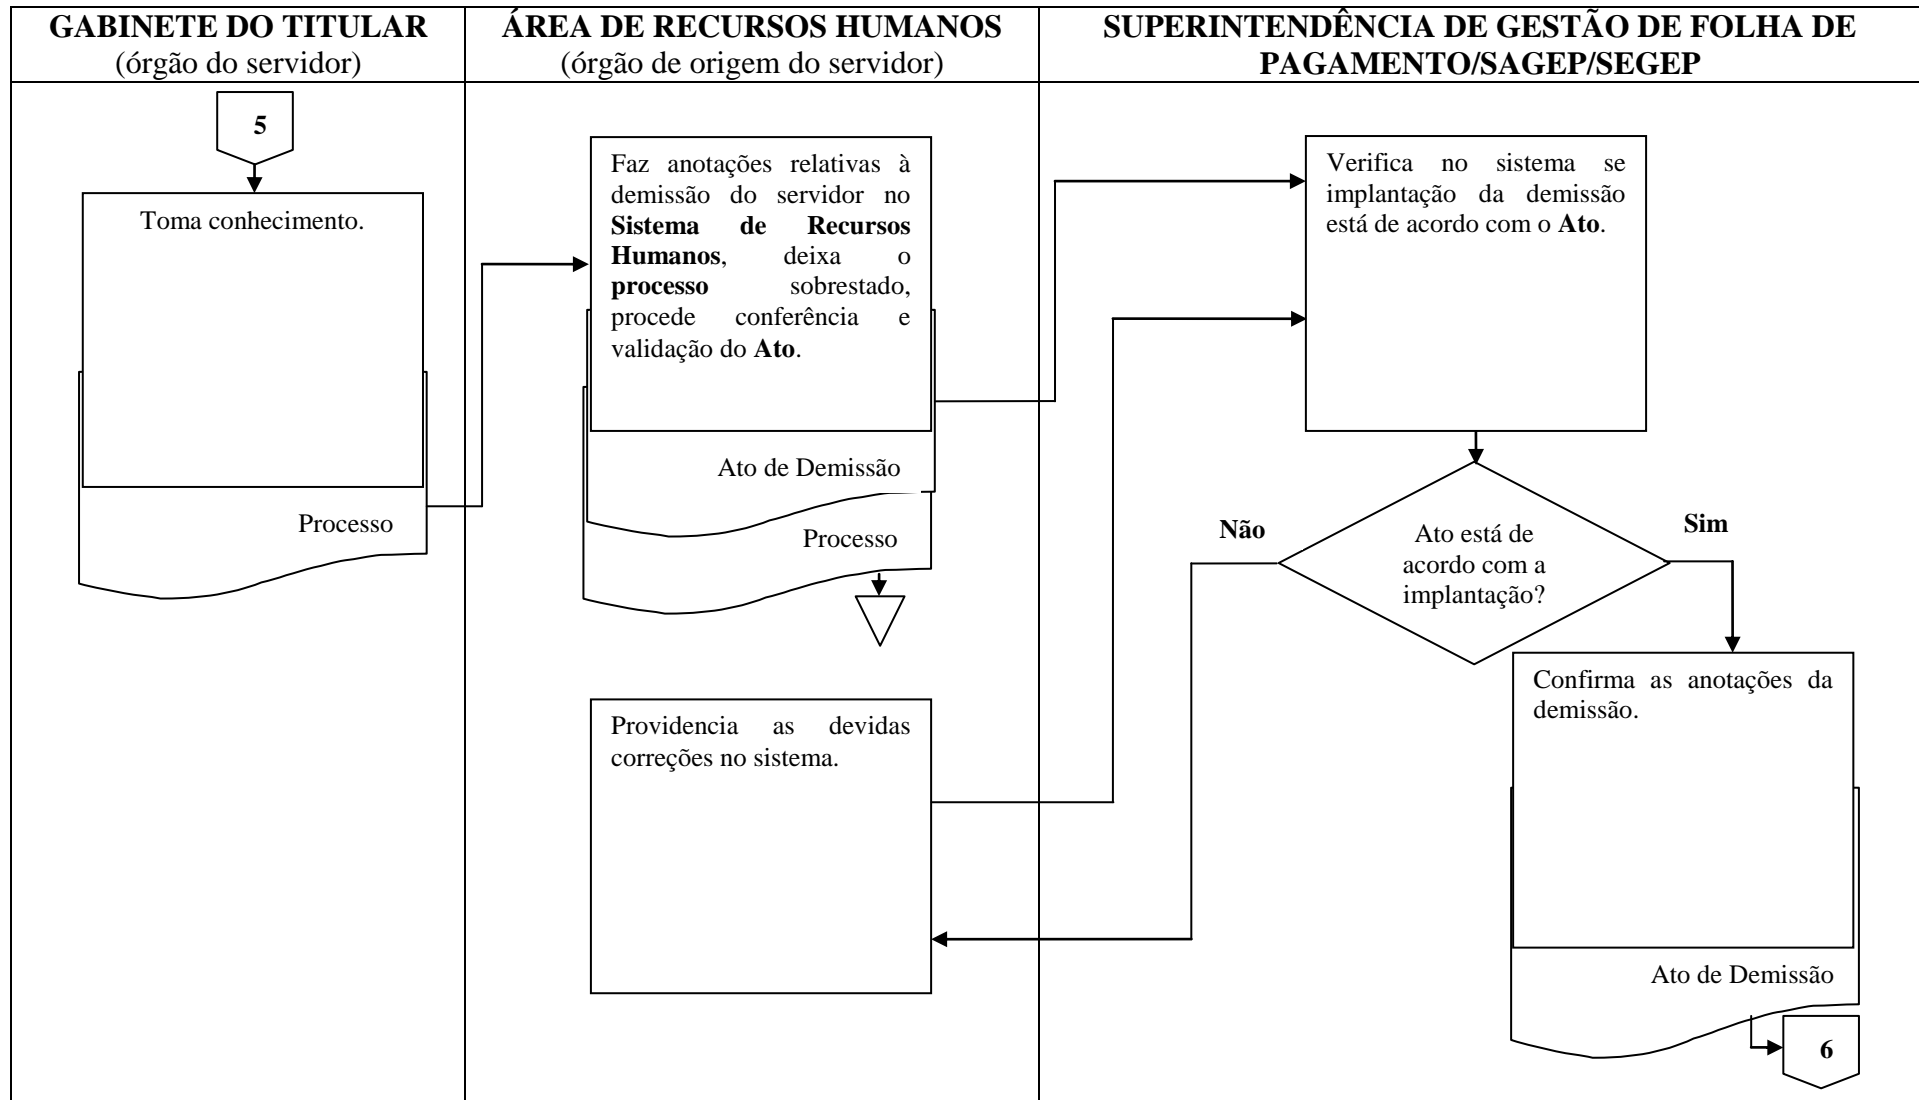 GABINETE DO TITULAR
(órgão do servidor)
ÁREA DE RECURSOS HUMANOS
(órgão de origem do servidor)
SUPERINTENDÊNCIA DE GESTÃO DE FOLHA DE
PAGAMENTO/SAGEP/SEGEP
5
Toma conhecimento.
Processo
Faz anotações relativas à
demissão do servidor no
Sistema de Recursos
Humanos, deixa o
processo sobrestado,
procede conferência e
validação do Ato.
Ato de Demissão
Processo
Providencia as devidas
correções no sistema.
Verifica no sistema se
implantação da demissão
está de acordo com o Ato.
Não
Ato está de
acordo com a
implantação?
Sim
Confirma as anotações da
demissão.
Ato de Demissão
6